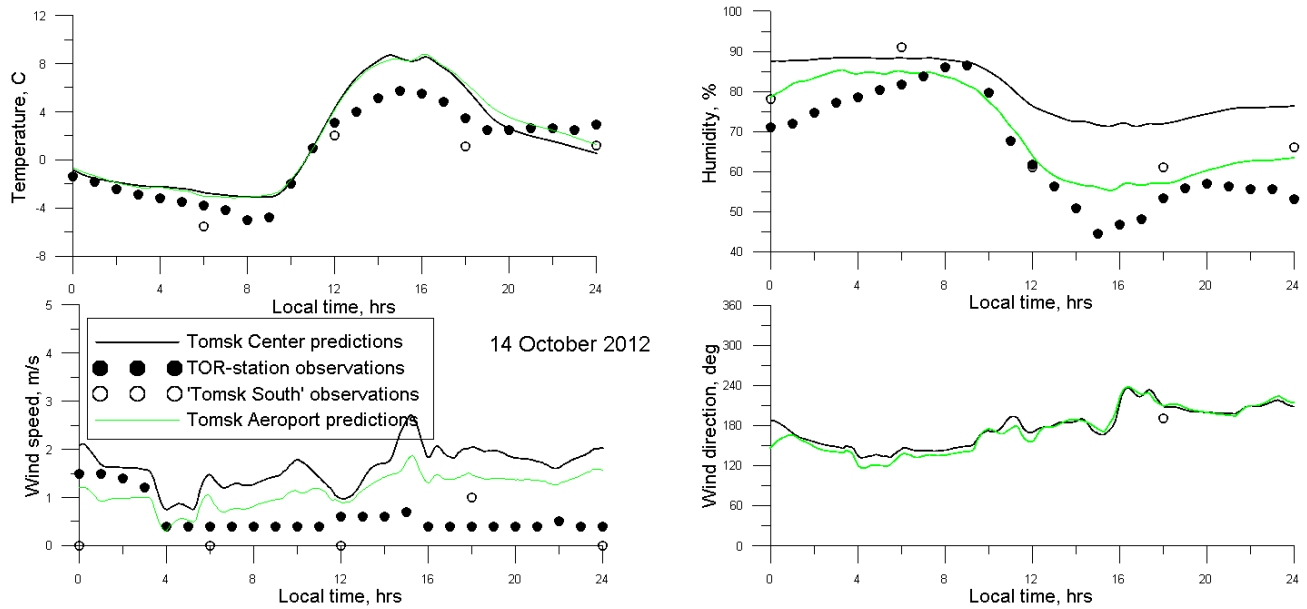 12
8
4
0
-4
-8
Temperature, C
0 4 8 12 16 20 24
Local time, hrs
100
90
80
70
60
50
40
Humidity, %
0 4 8 12 16 20 24
Local time, hrs
5
4
3
2
1
0
Wind speed, m/s
Tomsk Center predictions
TOR-station observations
'Tomsk South' observations
Tomsk Aeroport predictions
14 October 2012
0 4 8 12 16 20 24
Local time, hrs
360
300
240
180
120
60
0
Wind direction, deg
0 4 8 12 16 20 24
Local time, hrs